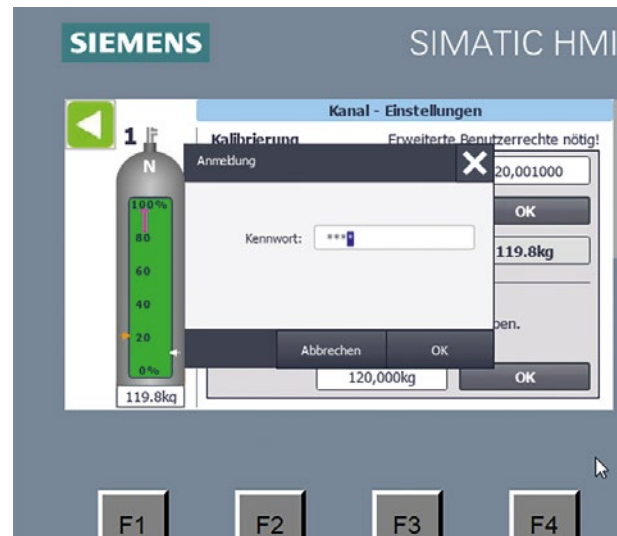 SIEMENS
SIMATIC HMI
Kanal - Einstellungen
1
Kalibrierung
Erweiterte Benutzerrechte nötig!
N
Anmeldung
20,001000
100%
OK
80
Kennwort: ****
119.8kg
60
40
20
Abbrechen
OK
0%
120,000kg
OK
119.8kg
F1
F2
F3
F4